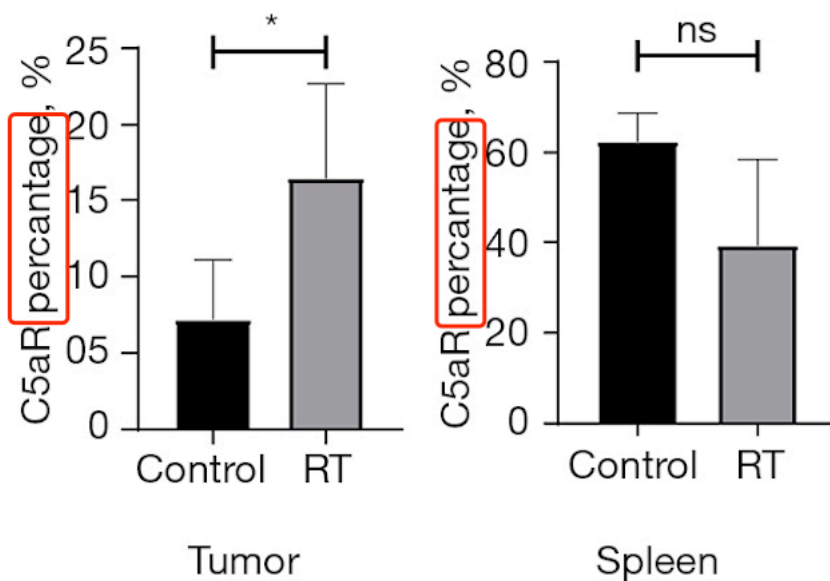 C5aR percantage, %
25
20
15
10
05
0
*
Control RT
Tumor
C5aR percantage, %
80
60
40
20
0
ns
Control RT
Spleen